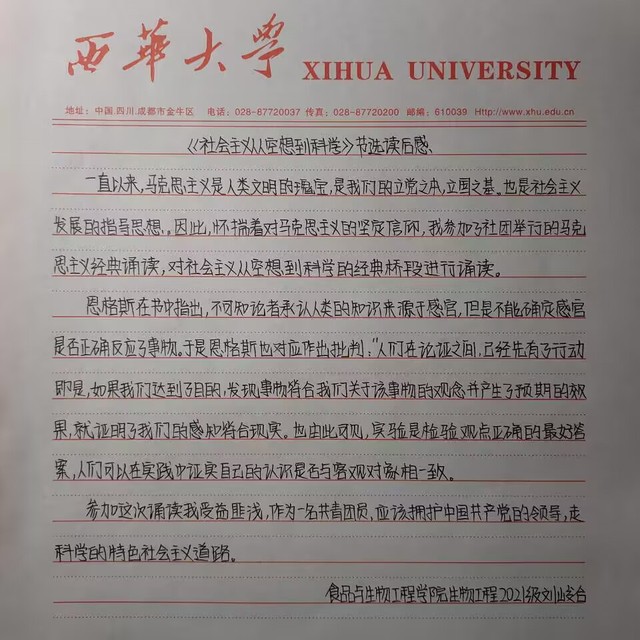 西華大學 XIHUA UNIVERSITY
地址：中国.四川.成都市金牛区 电话：028-87720037 传真：028-87720200 邮编：610039 Http://www.xhu.edu.cn
《社会主义从空想到科学》节选读后感
一直以来，马克思主义是人类文明的瑰宝，是我们的立党之本，立国之基。也是社会主义
发展的指导思想。因此，怀揣着对马克思主义的坚定信仰，我参加了社团举行的马克
思主义经典诵读，对社会主义从空想到科学的经典桥段进行诵读。
恩格斯在书中指出，不可知论者承认人类的知识来源于感官，但是不能确定感官
是否正确反应了事物。于是恩格斯也对应作出批判："人们在论证之间，已经先有了行动
即是，如果我们达到了目的，发现事物符合我们关于该事物的观念并产生了预期的效
果，就证明了我们的感知符合现实。也由此可见，实验是检验观点正确的最好答
案，人们可以在实践中证实自己的认识是否与客观对象相一致。
参加这次诵读我受益匪浅，作为一名共青团员，应该拥护中国共产党的领导，走
科学的特色社会主义道路。
食品与生物工程学院生物工程2021级刘